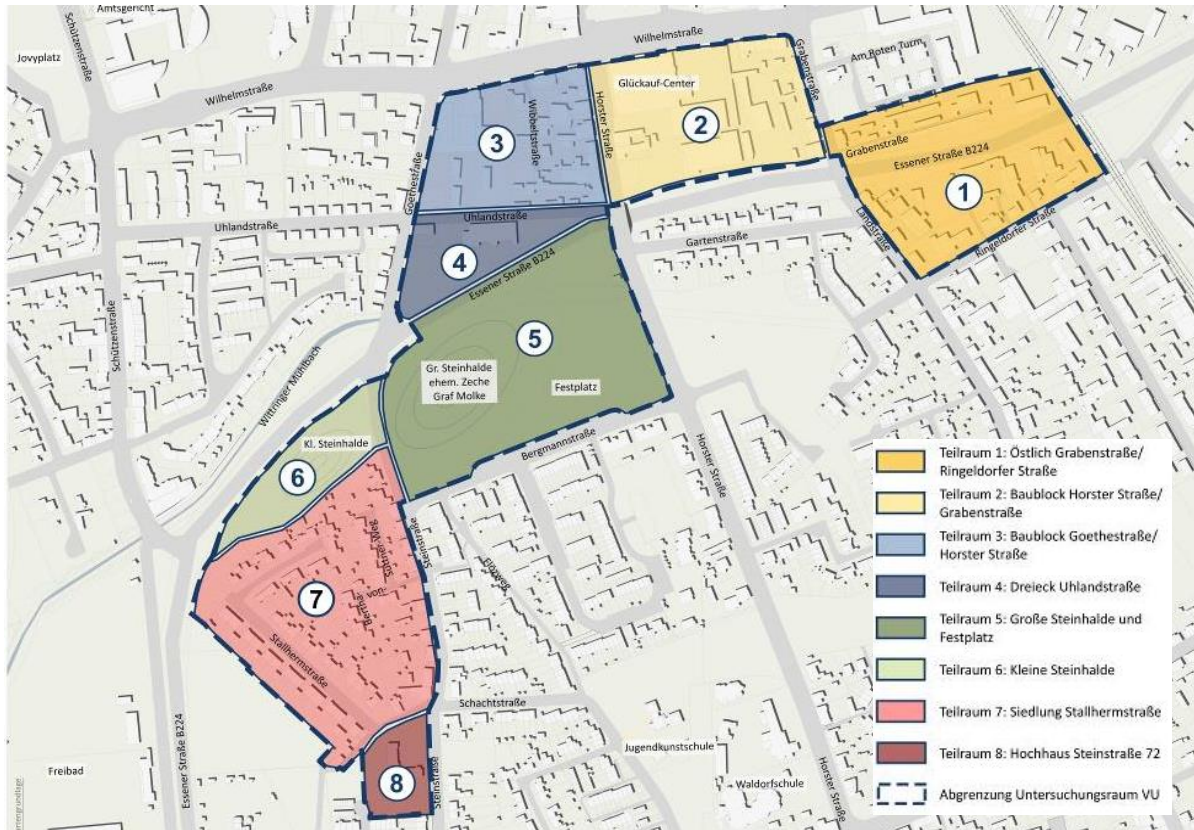 Amtsgericht
Jovyplatz
Schützenstraße
Wilhelmstraße
Wilhelmstraße
Grabenstraße
Am Roten Turm
Glückauf-Center
Wibbeltstraße
Horster Straße
3
2
Grabenstraße
Essener Straße B224
1
Goethestraße
Uhlandstraße
Uhlandstraße
Landstraße
Ringeldorfer Straße
Gartenstraße
4
Essener Straße B224
5
Schützenstraße
Wittringer Mühlbach
Gr. Steinhalde
ehem. Zeche
Graf Molke
Festplatz
Kl. Steinhalde
6
Bergmannstraße
Horster Straße
Steinstraße
Bertha-
von-
Suttner-Weg
7
Stallhermstraße
Schachtstraße
Essener Straße B224
Freibad
8
Steinstraße
Jugendkunstschule
Waldorfschule
Horster Straße
Teilraum 1: Östlich Grabenstraße/
Ringeldorfer Straße
Teilraum 2: Baublock Horster Straße/
Grabenstraße
Teilraum 3: Baublock Goethestraße/
Horster Straße
Teilraum 4: Dreieck Uhlandstraße
Teilraum 5: Große Steinhalde und
Festplatz
Teilraum 6: Kleine Steinhalde
Teilraum 7: Siedlung Stallhermstraße
Teilraum 8: Hochhaus Steinstraße 72
Abgrenzung Untersuchungsraum VU